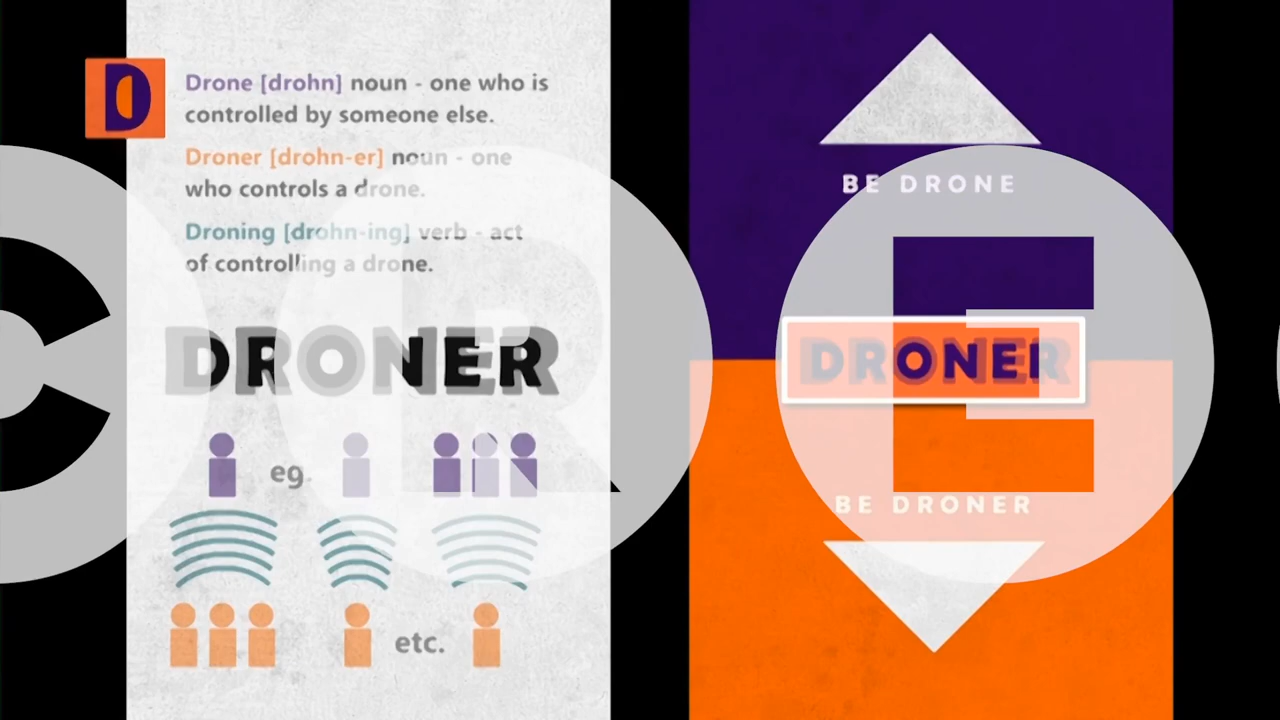 D
Drone [drohn] noun - one who is
controlled by someone else.
Droner [drohn-er] noun - one
who controls a drone.
Droning [drohn-ing] verb - act
of controlling a drone.
DRONER
eg
etc.
BE DRONE
DRONER
BE DRONER
C R E